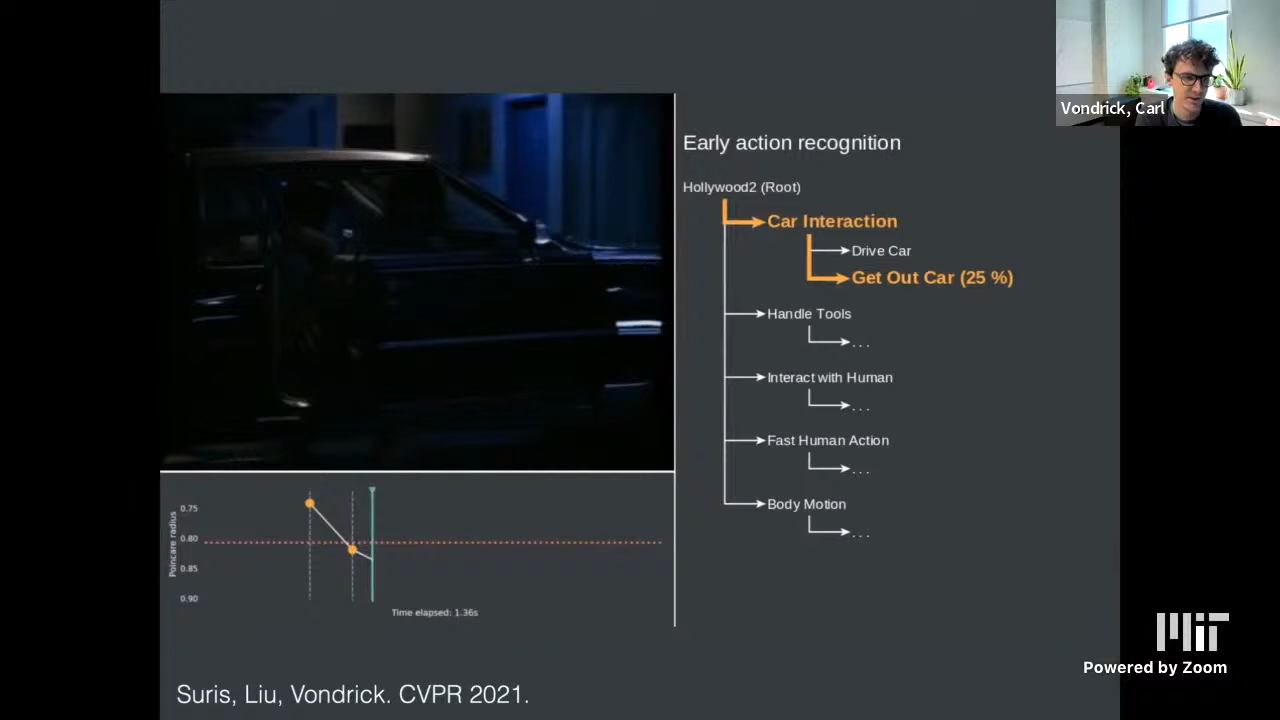 Vondrick, Carl
Early action recognition
Hollywood2 (Root)
Car Interaction
Drive Car
Get Out Car (25 %)
Handle Tools
. . .
Interact with Human
. . .
Fast Human Action
. . .
Body Motion
. . .
Poincare radius
0.75
0.80
0.85
0.90
Time elapsed: 1.36s
MIT
Powered by Zoom
Suris, Liu, Vondrick. CVPR 2021.